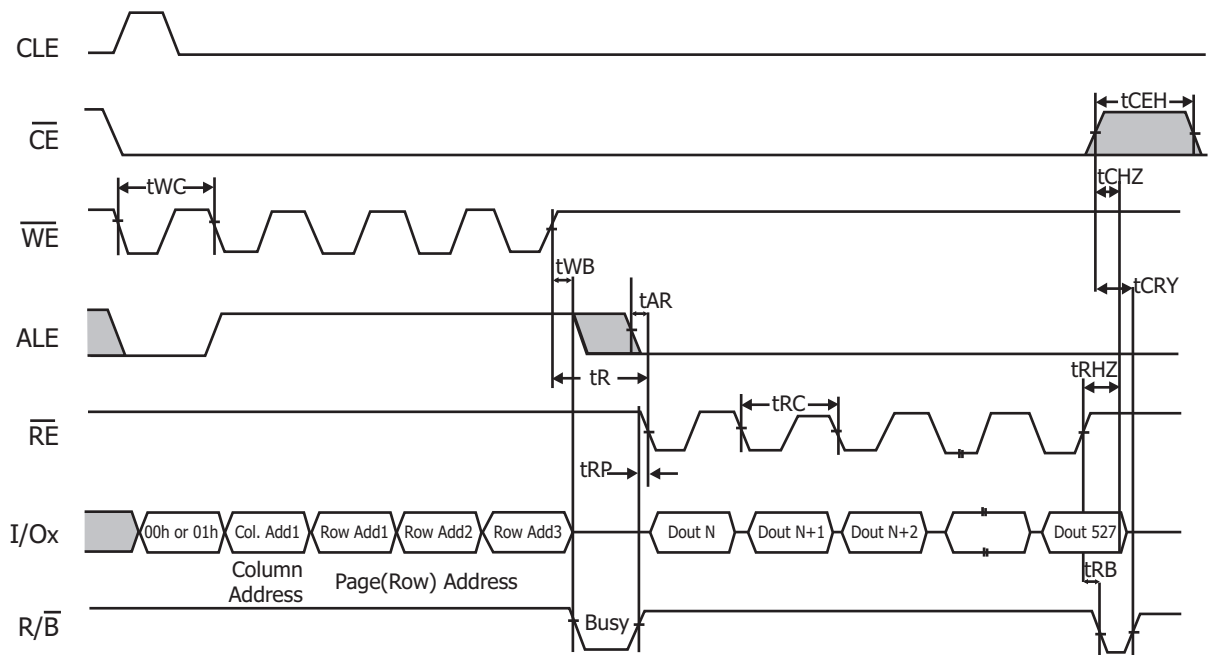 CLE
tCEH
CE
tWC
tCHZ
WE
tWB
tCRY
tAR
ALE
tR
tRHZ
tRC
RE
tRP
I/Ox
00h or 01h
Col. Add1
Row Add1
Row Add2
Row Add3
Dout N
Dout N+1
Dout N+2
Dout 527
Column
Address
Page(Row) Address
tRB
R/B
Busy